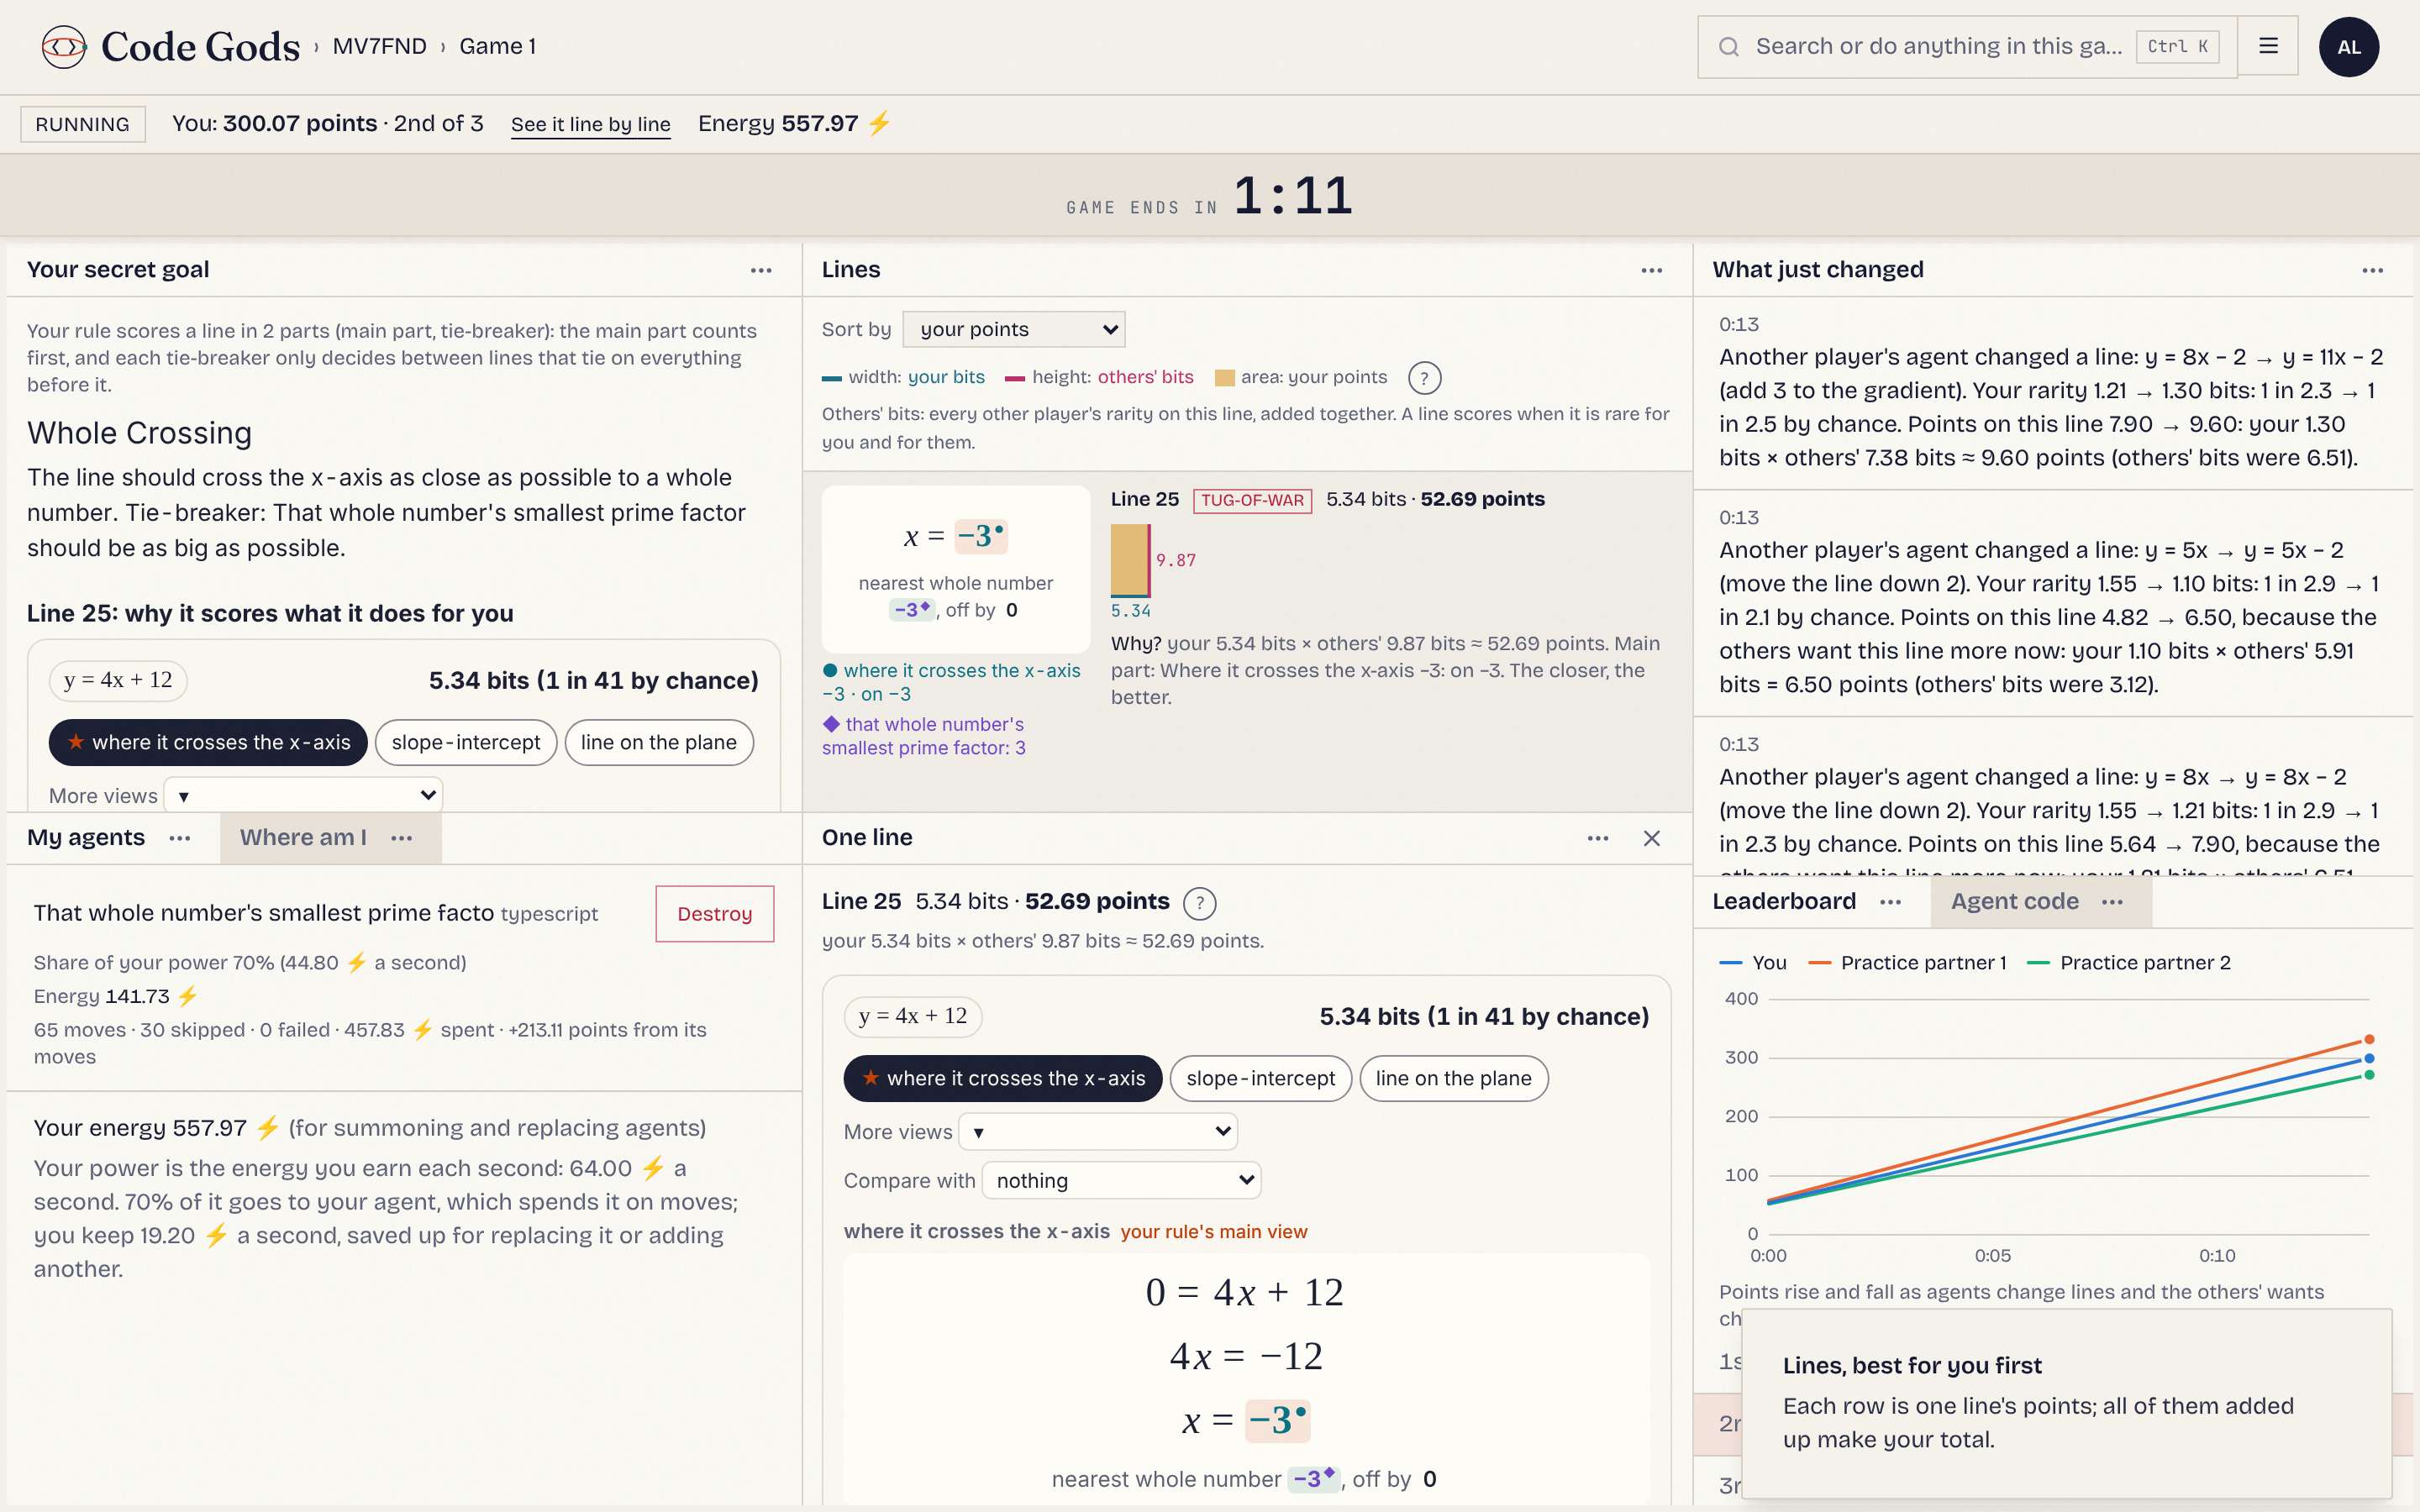 Code Gods › MV7FND › Game 1
Search or do anything in this ga... Ctrl K
AL
RUNNING You: 300.07 points · 2nd of 3 See it line by line Energy 557.97 ⚡
GAME ENDS IN 1:11
Your secret goal
Your rule scores a line in 2 parts (main part, tie-breaker): the main part counts
first, and each tie-breaker only decides between lines that tie on everything
before it.
Whole Crossing
The line should cross the x-axis as close as possible to a whole
number. Tie-breaker: That whole number's smallest prime factor
should be as big as possible.
Line 25: why it scores what it does for you
y = 4x + 12 5.34 bits (1 in 41 by chance)
★ where it crosses the x-axis slope-intercept line on the plane
More views ▾
Lines
Sort by your points
width: your bits height: others' bits area: your points ?
Others' bits: every other player's rarity on this line, added together. A line scores when it is rare for
you and for them.
x = −3
nearest whole number
−3◆, off by 0
● where it crosses the x-axis
−3 · on −3
◆ that whole number's
smallest prime factor: 3
Line 25 TUG-OF-WAR 5.34 bits · 52.69 points
9.87
5.34
Why? your 5.34 bits × others' 9.87 bits ≈ 52.69 points. Main
part: Where it crosses the x-axis −3: on −3. The closer, the
better.
What just changed
0:13
Another player's agent changed a line: y = 8x − 2 → y = 11x − 2
(add 3 to the gradient). Your rarity 1.21 → 1.30 bits: 1 in 2.3 → 1
in 2.5 by chance. Points on this line 7.90 → 9.60: your 1.30
bits × others' 7.38 bits ≈ 9.60 points (others' bits were 6.51).
0:13
Another player's agent changed a line: y = 5x → y = 5x − 2
(move the line down 2). Your rarity 1.55 → 1.10 bits: 1 in 2.9 → 1
in 2.1 by chance. Points on this line 4.82 → 6.50, because the
others want this line more now: your 1.10 bits × others' 5.91
bits = 6.50 points (others' bits were 3.12).
0:13
Another player's agent changed a line: y = 8x → y = 8x − 2
(move the line down 2). Your rarity 1.55 → 1.21 bits: 1 in 2.9 → 1
in 2.3 by chance. Points on this line 5.64 → 7.90, because the
others want this line more now: your 1.21 bits × others' 6.51
My agents Where am I
That whole number's smallest prime facto typescript Destroy
Share of your power 70% (44.80 ⚡ a second)
Energy 141.73 ⚡
65 moves · 30 skipped · 0 failed · 457.83 ⚡ spent · +213.11 points from its
moves
Your energy 557.97 ⚡ (for summoning and replacing agents)
Your power is the energy you earn each second: 64.00 ⚡ a
second. 70% of it goes to your agent, which spends it on moves;
you keep 19.20 ⚡ a second, saved up for replacing it or adding
another.
One line
Line 25 5.34 bits · 52.69 points ?
your 5.34 bits × others' 9.87 bits ≈ 52.69 points.
y = 4x + 12 5.34 bits (1 in 41 by chance)
★ where it crosses the x-axis slope-intercept line on the plane
More views ▾
Compare with nothing
where it crosses the x-axis your rule's main view
0 = 4x + 12
4x = −12
x = −3
nearest whole number −3◆, off by 0
Leaderboard Agent code
You Practice partner 1 Practice partner 2
400
300
200
100
0
0:00 0:05 0:10
Points rise and fall as agents change lines and the others' wants
Lines, best for you first
Each row is one line's points; all of them added
up make your total.